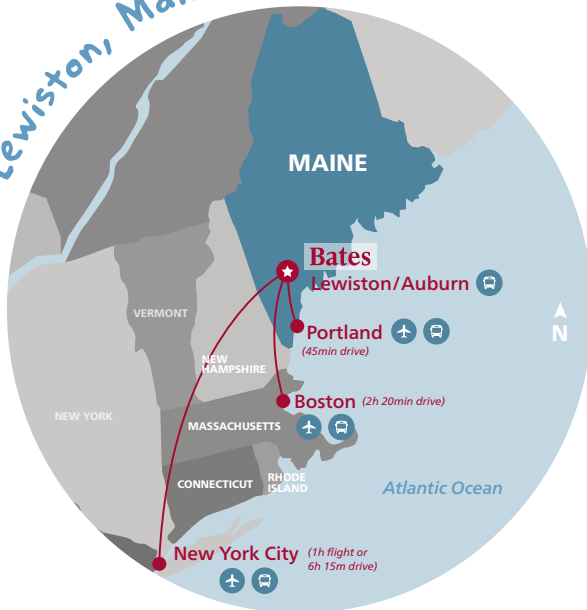 Lewiston,
MAINE
Bates
Lewiston/Auburn
VERMONT
Portland
(45min drive)
N
NEW
HAMPSHIRE
NEW YORK
Boston (2h 20min drive)
MASSACHUSETTS
CONNECTICUT
RHODE
ISLAND
Atlantic Ocean
New York City (1h flight or
6h 15m drive)